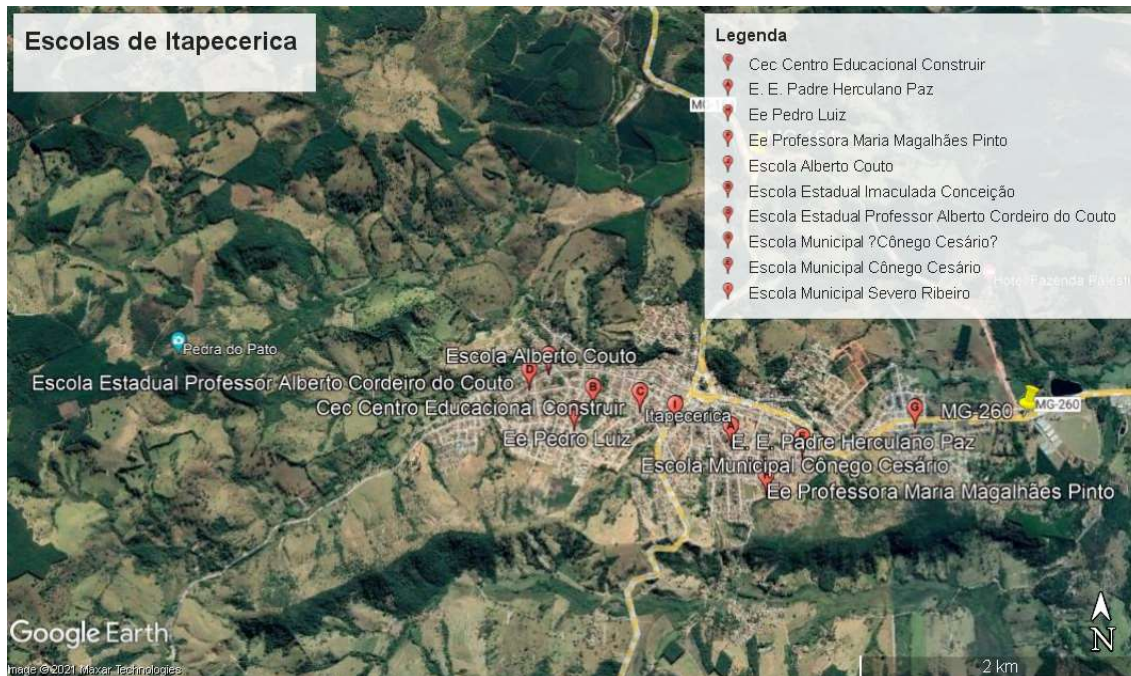 Escolas de Itapecerica
Legenda
Cec Centro Educacional Construir
E. E. Padre Herculano Paz
Ee Pedro Luiz
Ee Professora Maria Magalhães Pinto
Escola Alberto Couto
Escola Estadual Imaculada Conceição
Escola Estadual Professor Alberto Cordeiro do Couto
Escola Municipal ?Cônego Cesário?
Escola Municipal Cônego Cesário
Escola Municipal Severo Ribeiro
Hotel Fazenda Palesti
Pedra do Pato
Escola Alberto Couto
D
Escola Estadual Professor Alberto Cordeiro do Couto
B
Cec Centro Educacional Construir
C
I
G
MG-260
MG-260
Itapecerica
Ee Pedro Luiz
A
E. E. Padre Herculano Paz
Escola Municipal Cônego Cesário
Ee Professora Maria Magalhães Pinto
Google Earth
Image © 2021 Maxar Technologies
N
2 km